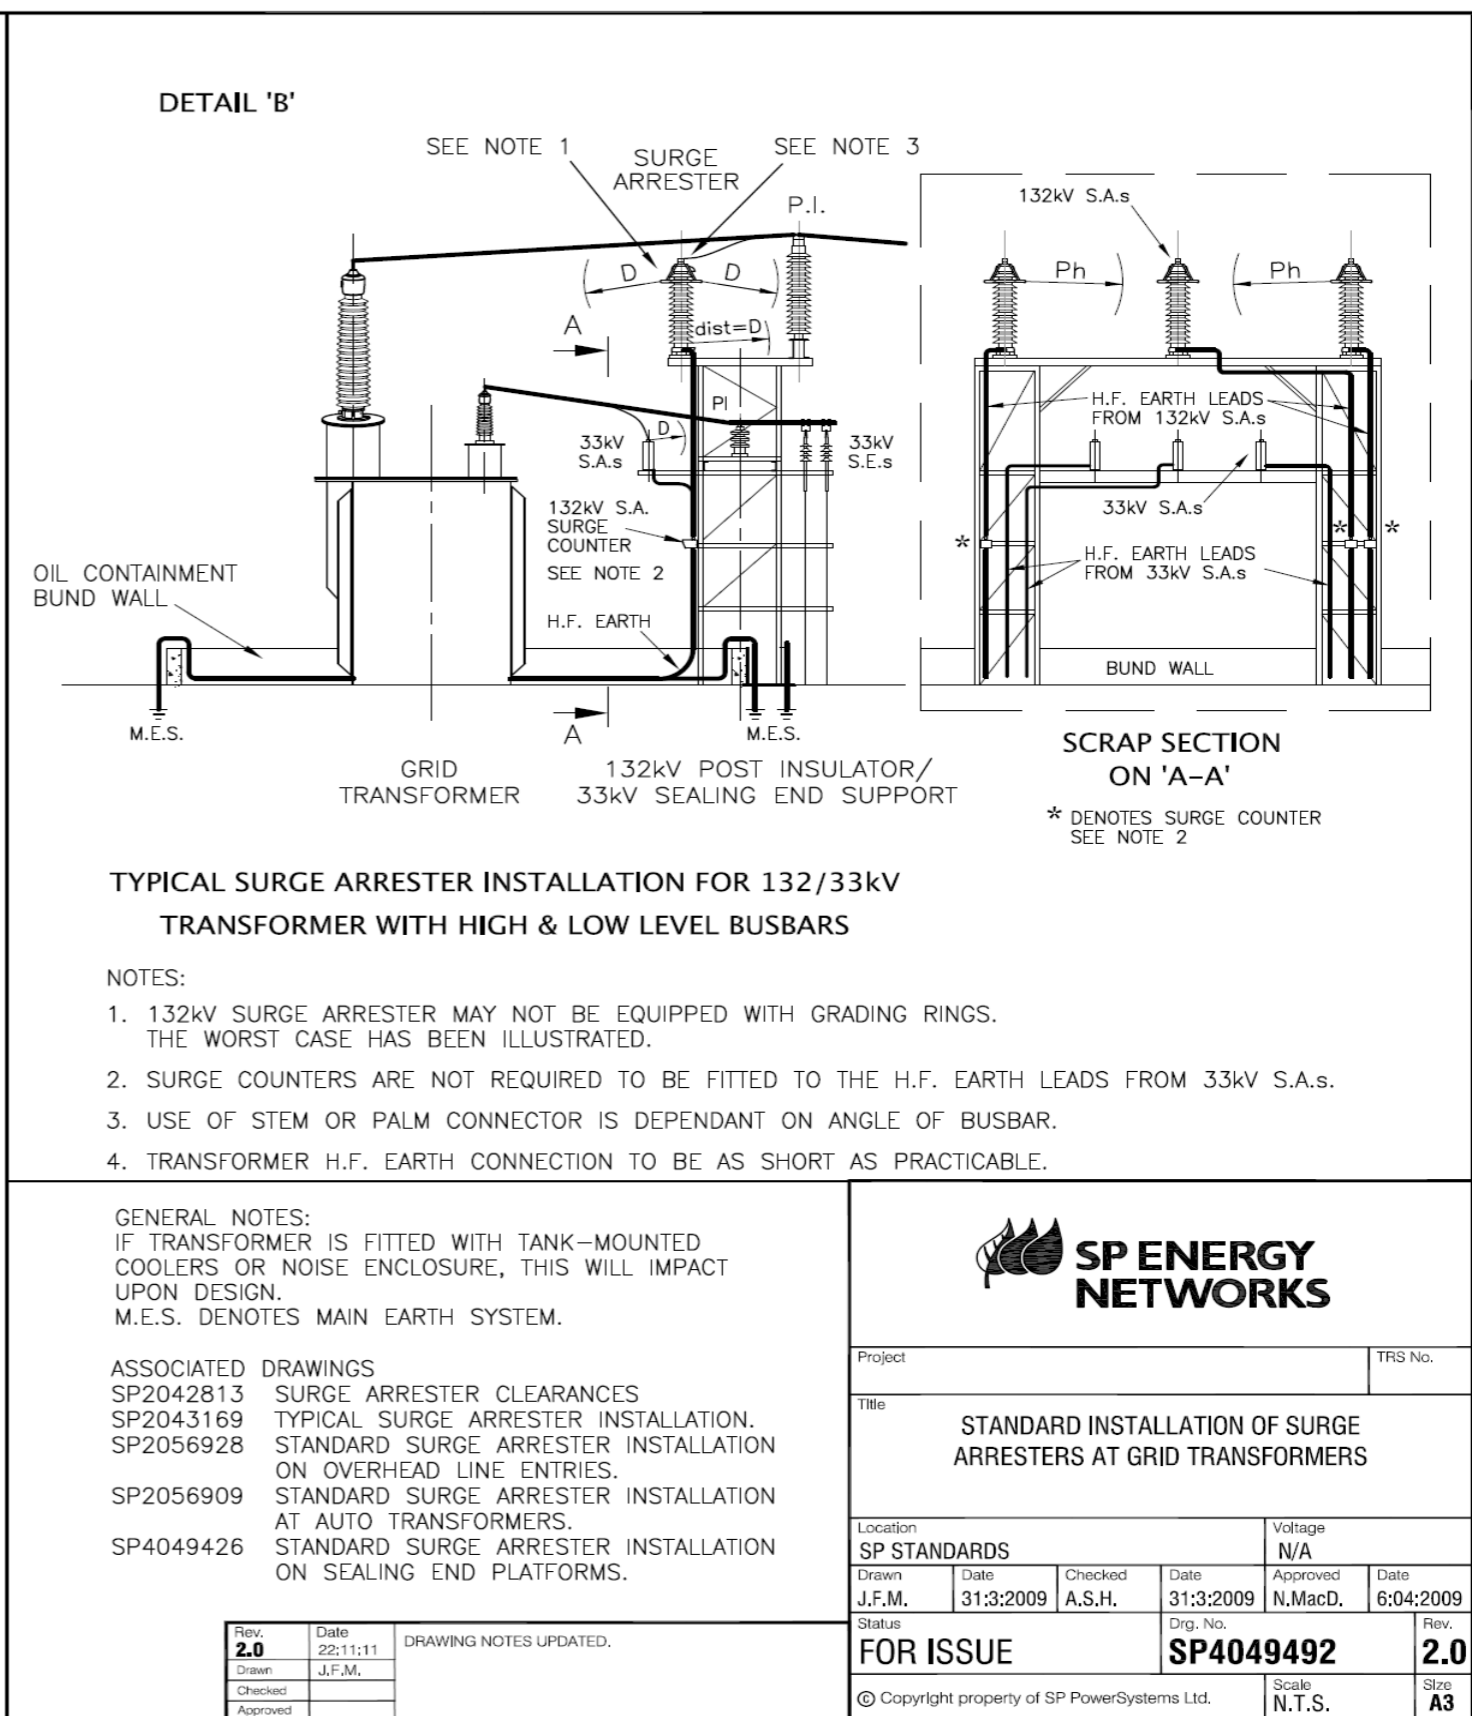 DETAIL 'B'
SEE NOTE 1
SURGE
ARRESTER
SEE NOTE 3
P.I.
D
D
A
dist=D
PI
D
33kV
S.A.s
33kV
S.E.s
132kV S.A.
SURGE
COUNTER
SEE NOTE 2
OIL CONTAINMENT
BUND WALL
H.F. EARTH
M.E.S.
A
M.E.S.
GRID
TRANSFORMER
132kV POST INSULATOR/
33kV SEALING END SUPPORT
132kV S.A.s
Ph
Ph
H.F. EARTH LEADS
FROM 132kV S.A.s
33kV S.A.s
*
*
*
H.F. EARTH LEADS
FROM 33kV S.A.s
BUND WALL
SCRAP SECTION
ON 'A-A'
* DENOTES SURGE COUNTER
SEE NOTE 2
TYPICAL SURGE ARRESTER INSTALLATION FOR 132/33kV
TRANSFORMER WITH HIGH & LOW LEVEL BUSBARS
NOTES:
1. 132kV SURGE ARRESTER MAY NOT BE EQUIPPED WITH GRADING RINGS.
THE WORST CASE HAS BEEN ILLUSTRATED.
2. SURGE COUNTERS ARE NOT REQUIRED TO BE FITTED TO THE H.F. EARTH LEADS FROM 33kV S.A.s.
3. USE OF STEM OR PALM CONNECTOR IS DEPENDANT ON ANGLE OF BUSBAR.
4. TRANSFORMER H.F. EARTH CONNECTION TO BE AS SHORT AS PRACTICABLE.
GENERAL NOTES:
IF TRANSFORMER IS FITTED WITH TANK-MOUNTED
COOLERS OR NOISE ENCLOSURE, THIS WILL IMPACT
UPON DESIGN.
M.E.S. DENOTES MAIN EARTH SYSTEM.
ASSOCIATED DRAWINGS
SP2042813 SURGE ARRESTER CLEARANCES
SP2043169 TYPICAL SURGE ARRESTER INSTALLATION.
SP2056928 STANDARD SURGE ARRESTER INSTALLATION
ON OVERHEAD LINE ENTRIES.
SP2056909 STANDARD SURGE ARRESTER INSTALLATION
AT AUTO TRANSFORMERS.
SP4049426 STANDARD SURGE ARRESTER INSTALLATION
ON SEALING END PLATFORMS.
Rev. Date
2.0 22:11:11 DRAWING NOTES UPDATED.
Drawn J.F.M.
Checked
Approved
SP ENERGY
NETWORKS
Project TRS No.
Title
STANDARD INSTALLATION OF SURGE
ARRESTERS AT GRID TRANSFORMERS
Location Voltage
SP STANDARDS N/A
Drawn Date Checked Date Approved Date
J.F.M. 31:3:2009 A.S.H. 31:3:2009 N.MacD. 6:04:2009
Status Drg. No. Rev.
FOR ISSUE SP4049492 2.0
© Copyright property of SP PowerSystems Ltd.
Scale Size
N.T.S. A3